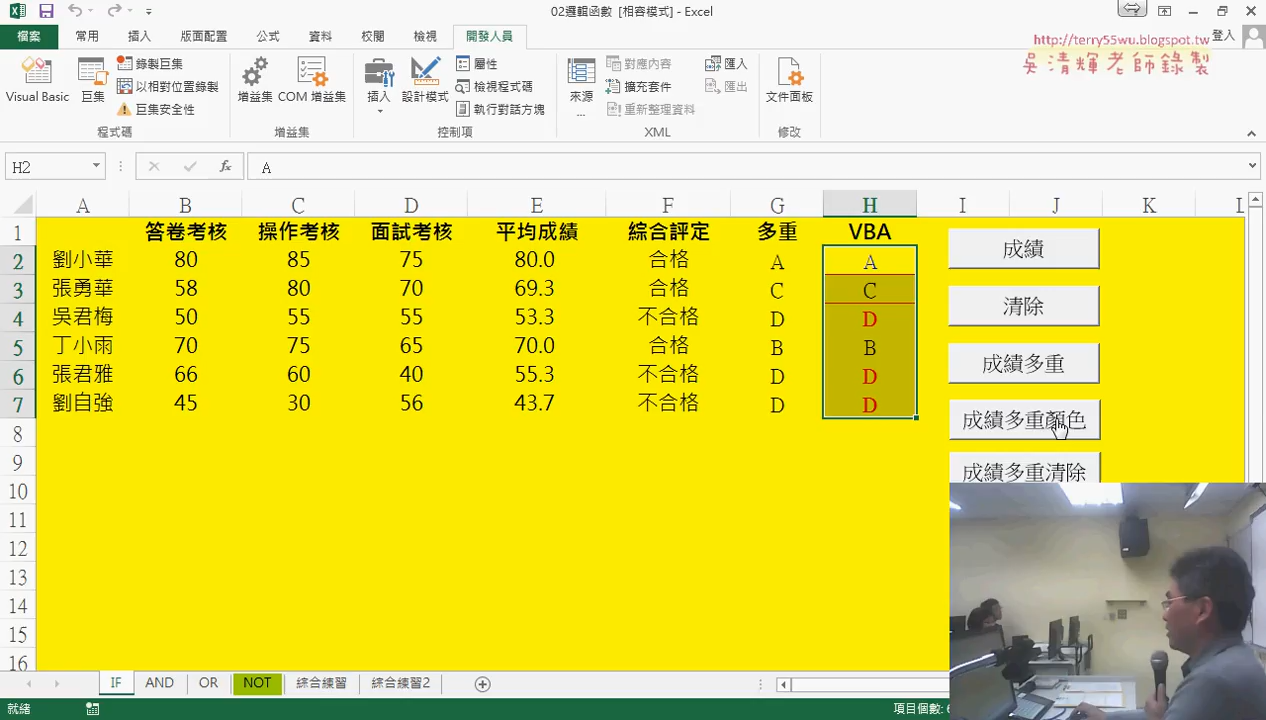 02邏輯函數 [相容模式] - Excel
檔案 常用 插入 版面配置 公式 資料 校閱 檢視 開發人員 登入
http://terry55wu.blogspot.tw
吳清輝老師錄製
Visual Basic 巨集 錄製巨集 以相對位置錄製 巨集安全性 程式碼
增益集 COM 增益集 增益集
插入 設計模式 屬性 檢視程式碼 執行對話方塊 控制項
來源... 對應內容 擴充套件 重新整理資料 匯入 匯出 XML
文件面板 修改
H2 fx A
A B C D E F G H I J K L
1 答卷考核 操作考核 面試考核 平均成績 綜合評定 多重 VBA
2 劉小華 80 85 75 80.0 合格 A A
3 張勇華 58 80 70 69.3 合格 C C
4 吳君梅 50 55 55 53.3 不合格 D D
5 丁小雨 70 75 65 70.0 合格 B B
6 張君雅 66 60 40 55.3 不合格 D D
7 劉自強 45 30 56 43.7 不合格 D D
8
9
10
11
12
13
14
15
16
成績
清除
成績多重
成績多重顏色
成績多重清除
IF AND OR NOT 綜合練習 綜合練習2
就緒 項目個數: